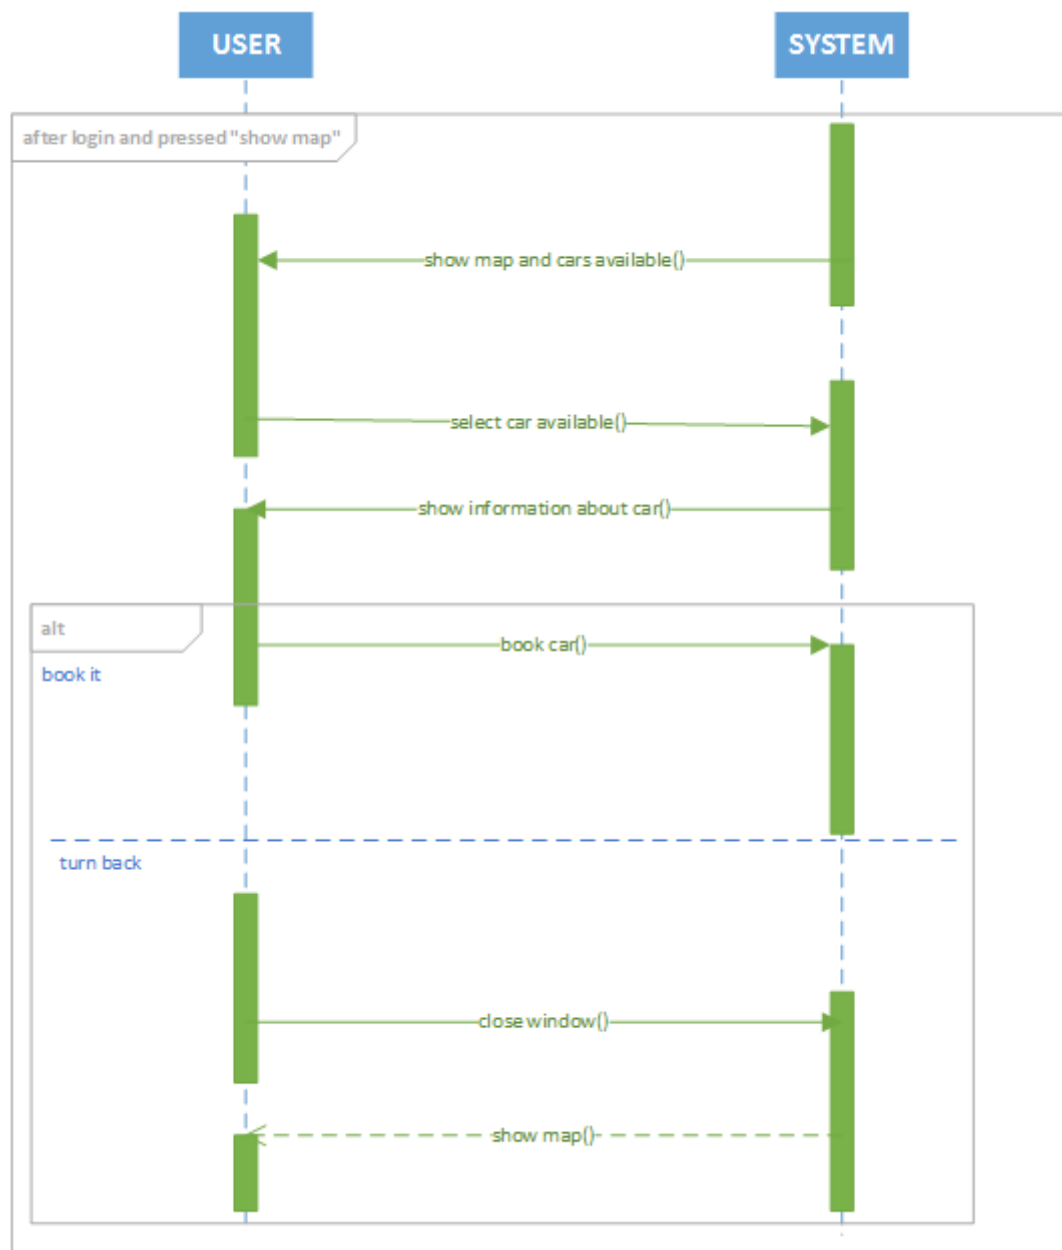 USER
SYSTEM
after login and pressed "show map"
show map and cars available()
select car available()
show information about car()
alt
book car()
book it
turn back
close window()
show map()